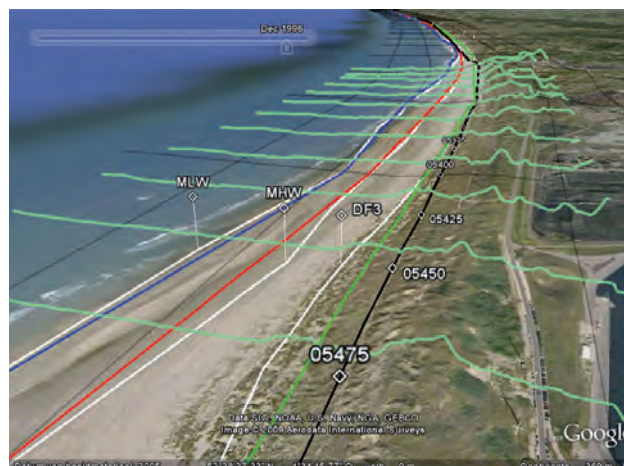 Dec 1996
MLW
MHW
DF3
05400
05425
05450
05475
Data SIO, NOAA, U.S. Navy, NGA, GEBCO
Image © 2009 Aerodata International Surveys
Google